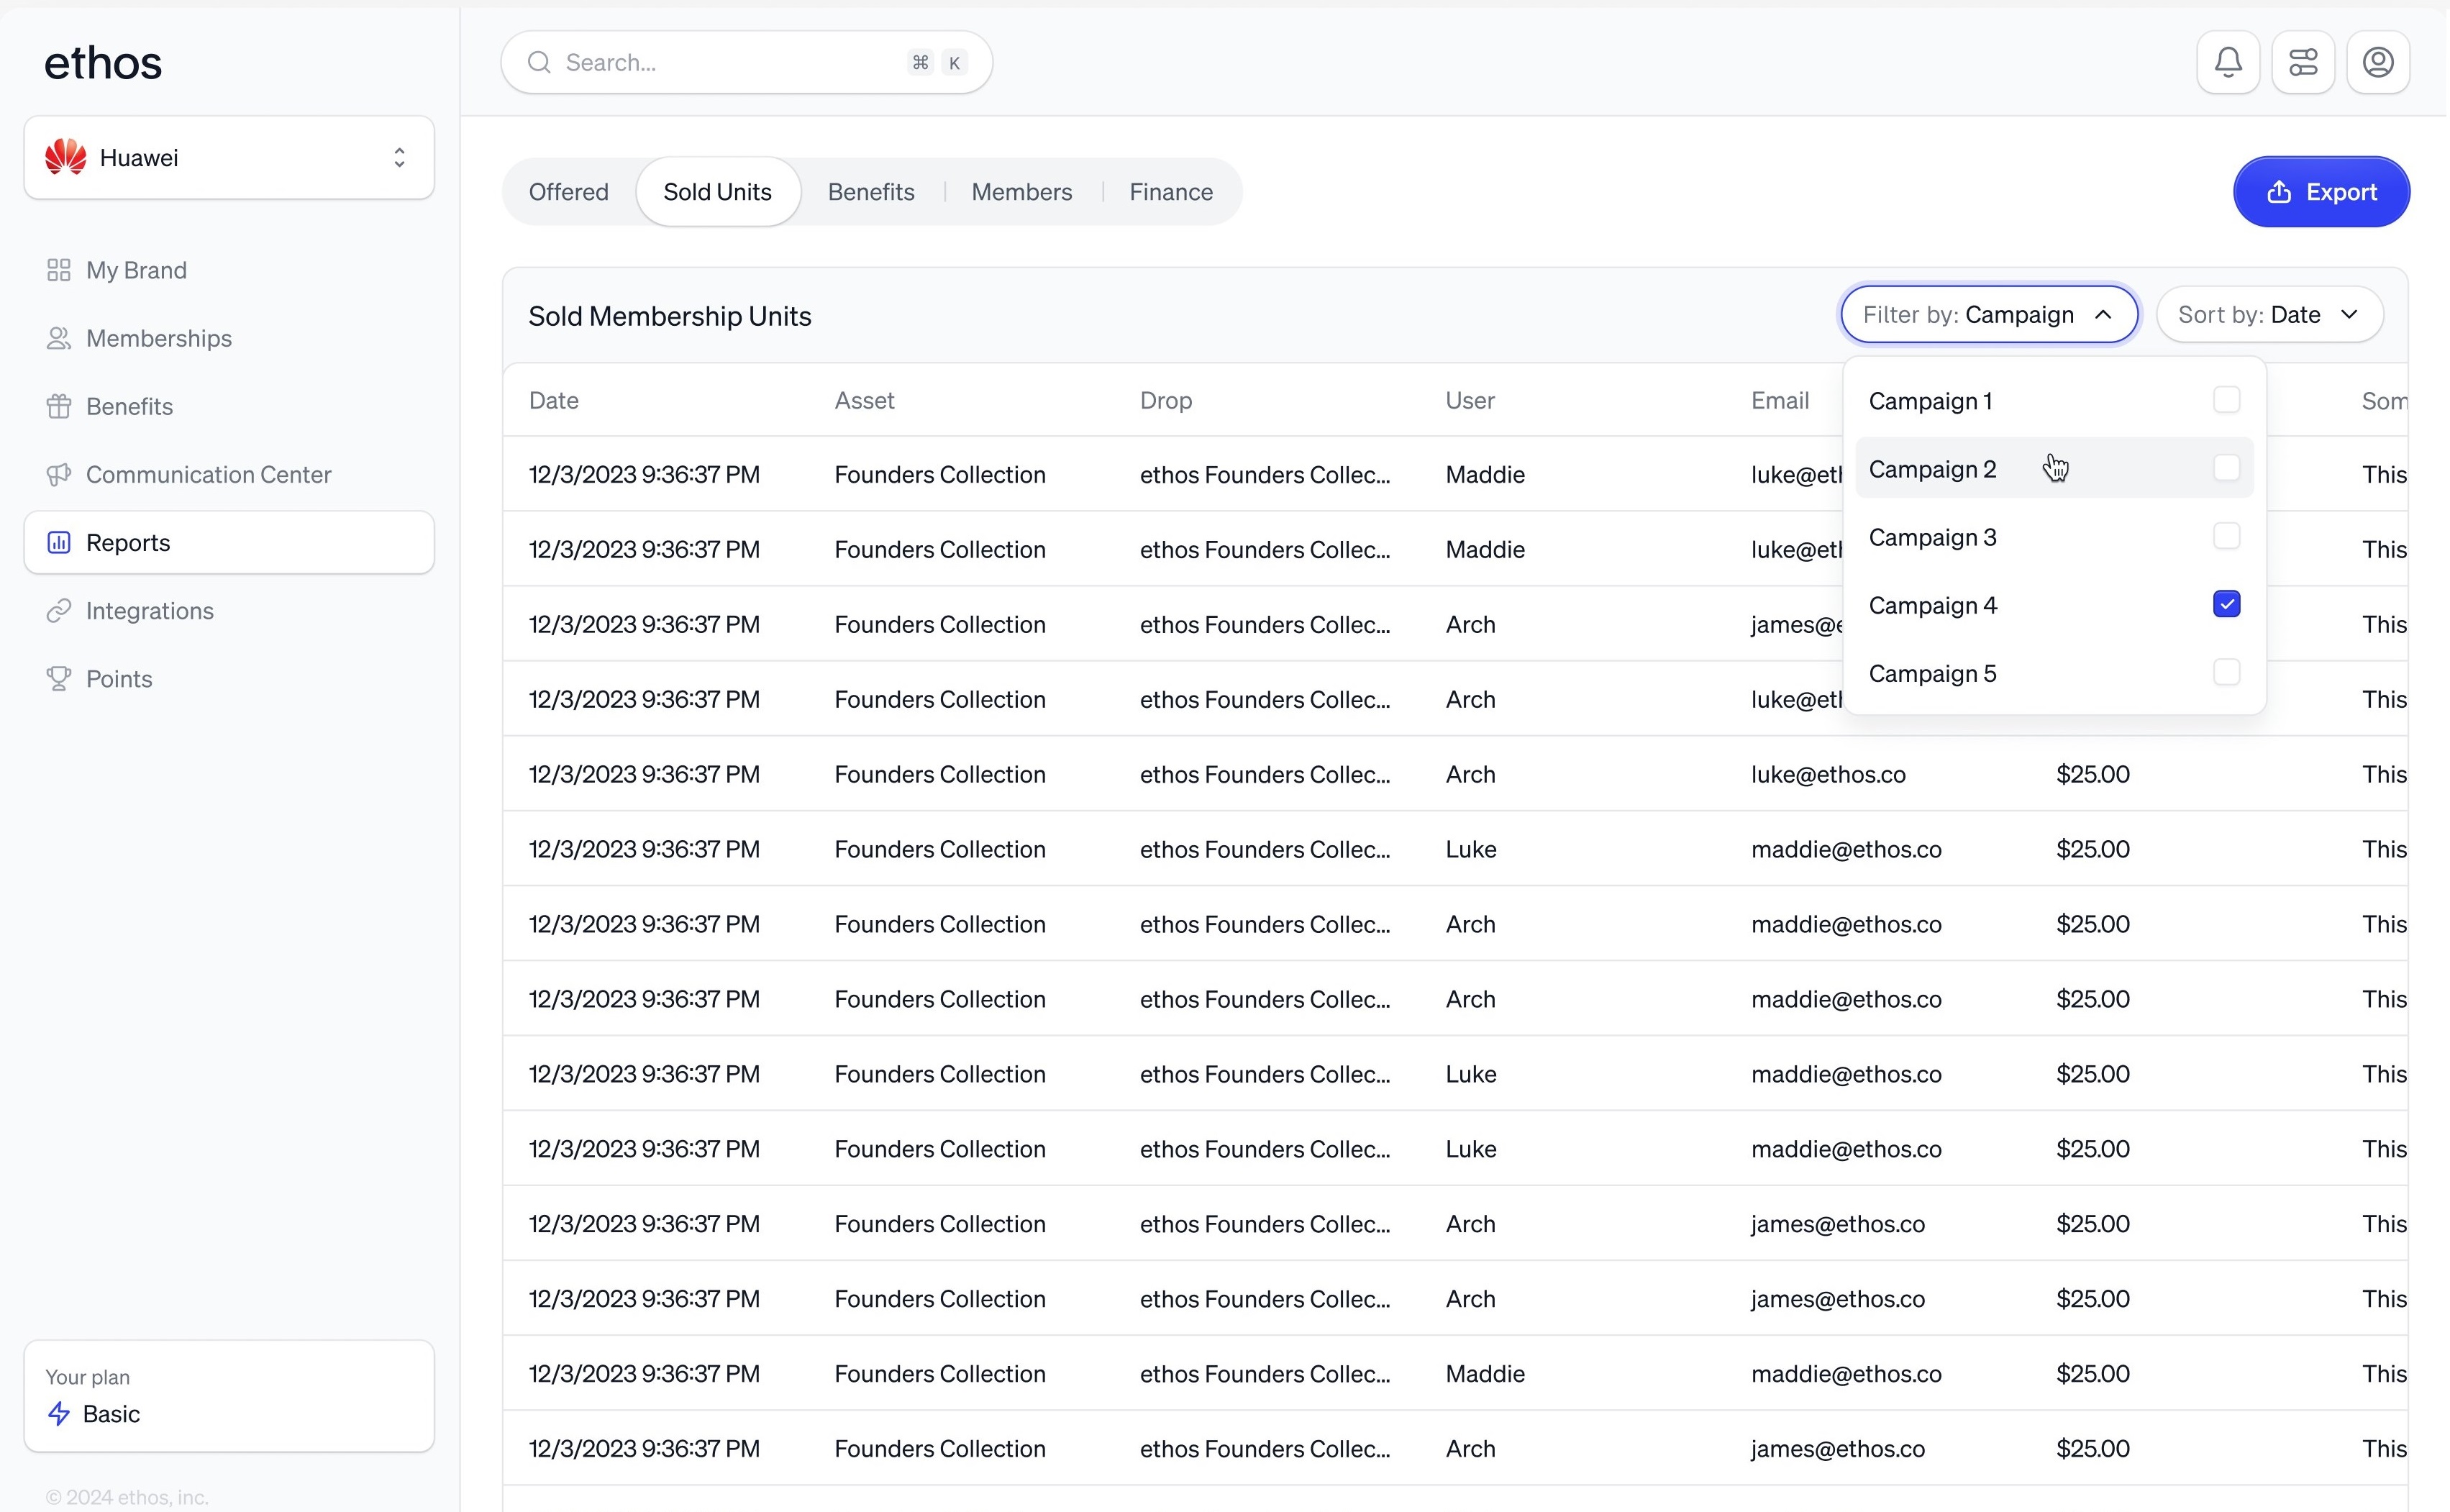 ethos
Search... ⌘ K
Huawei
Offered Sold Units Benefits Members Finance
Export
My Brand
Memberships
Benefits
Communication Center
Reports
Integrations
Points
Your plan
Basic
© 2024 ethos, inc.
Sold Membership Units
Filter by: Campaign Sort by: Date
Campaign 1
Campaign 2
Campaign 3
Campaign 4
Campaign 5
Date Asset Drop User Email Som
12/3/2023 9:36:37 PM Founders Collection ethos Founders Collec... Maddie luke@eth This
12/3/2023 9:36:37 PM Founders Collection ethos Founders Collec... Maddie luke@eth This
12/3/2023 9:36:37 PM Founders Collection ethos Founders Collec... Arch james@e This
12/3/2023 9:36:37 PM Founders Collection ethos Founders Collec... Arch luke@eth This
12/3/2023 9:36:37 PM Founders Collection ethos Founders Collec... Arch luke@ethos.co $25.00 This
12/3/2023 9:36:37 PM Founders Collection ethos Founders Collec... Luke maddie@ethos.co $25.00 This
12/3/2023 9:36:37 PM Founders Collection ethos Founders Collec... Arch maddie@ethos.co $25.00 This
12/3/2023 9:36:37 PM Founders Collection ethos Founders Collec... Arch maddie@ethos.co $25.00 This
12/3/2023 9:36:37 PM Founders Collection ethos Founders Collec... Luke maddie@ethos.co $25.00 This
12/3/2023 9:36:37 PM Founders Collection ethos Founders Collec... Luke maddie@ethos.co $25.00 This
12/3/2023 9:36:37 PM Founders Collection ethos Founders Collec... Arch james@ethos.co $25.00 This
12/3/2023 9:36:37 PM Founders Collection ethos Founders Collec... Arch james@ethos.co $25.00 This
12/3/2023 9:36:37 PM Founders Collection ethos Founders Collec... Maddie maddie@ethos.co $25.00 This
12/3/2023 9:36:37 PM Founders Collection ethos Founders Collec... Arch james@ethos.co $25.00 This